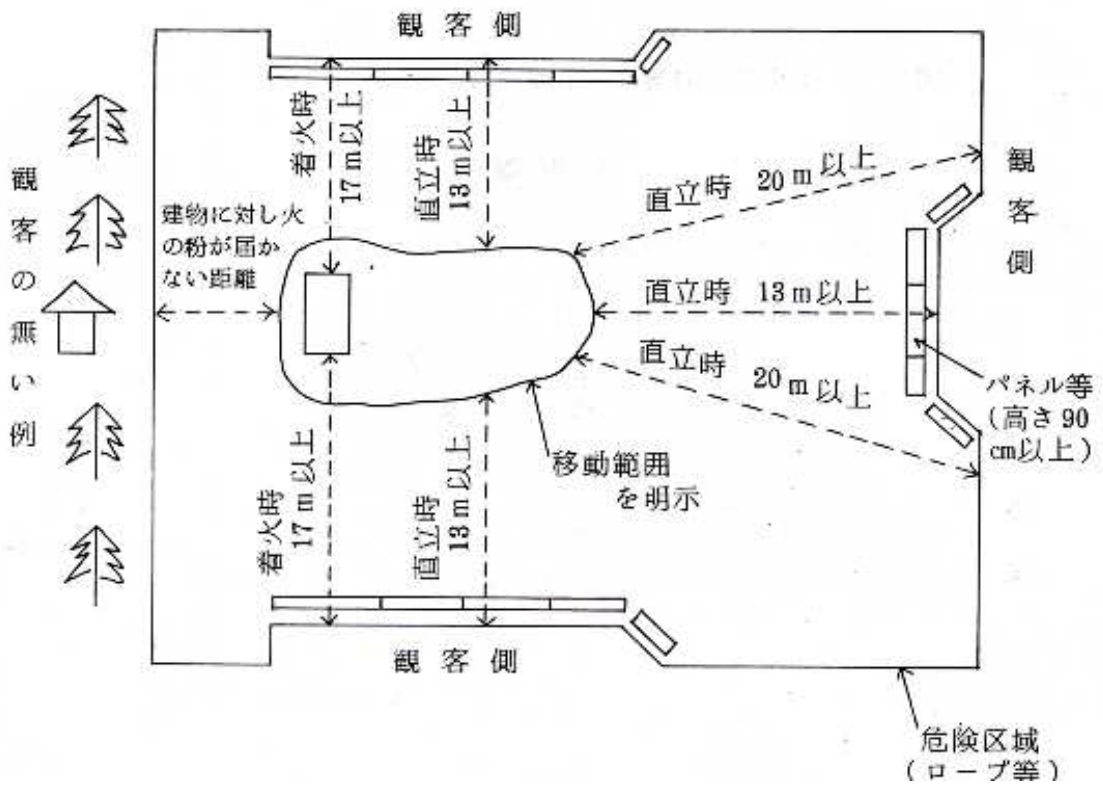 観客側
着火時
17m以上
直立時
13m以上
直立時 20m以上
観客側
観客の無い例
建物に対し火
の粉が届か
ない距離
直立時 13m以上
直立時 20m以上
パネル等
(高さ90
cm以上)
移動範囲
を明示
着火時
17m以上
直立時
13m以上
観客側
危険区域
(ロープ等)